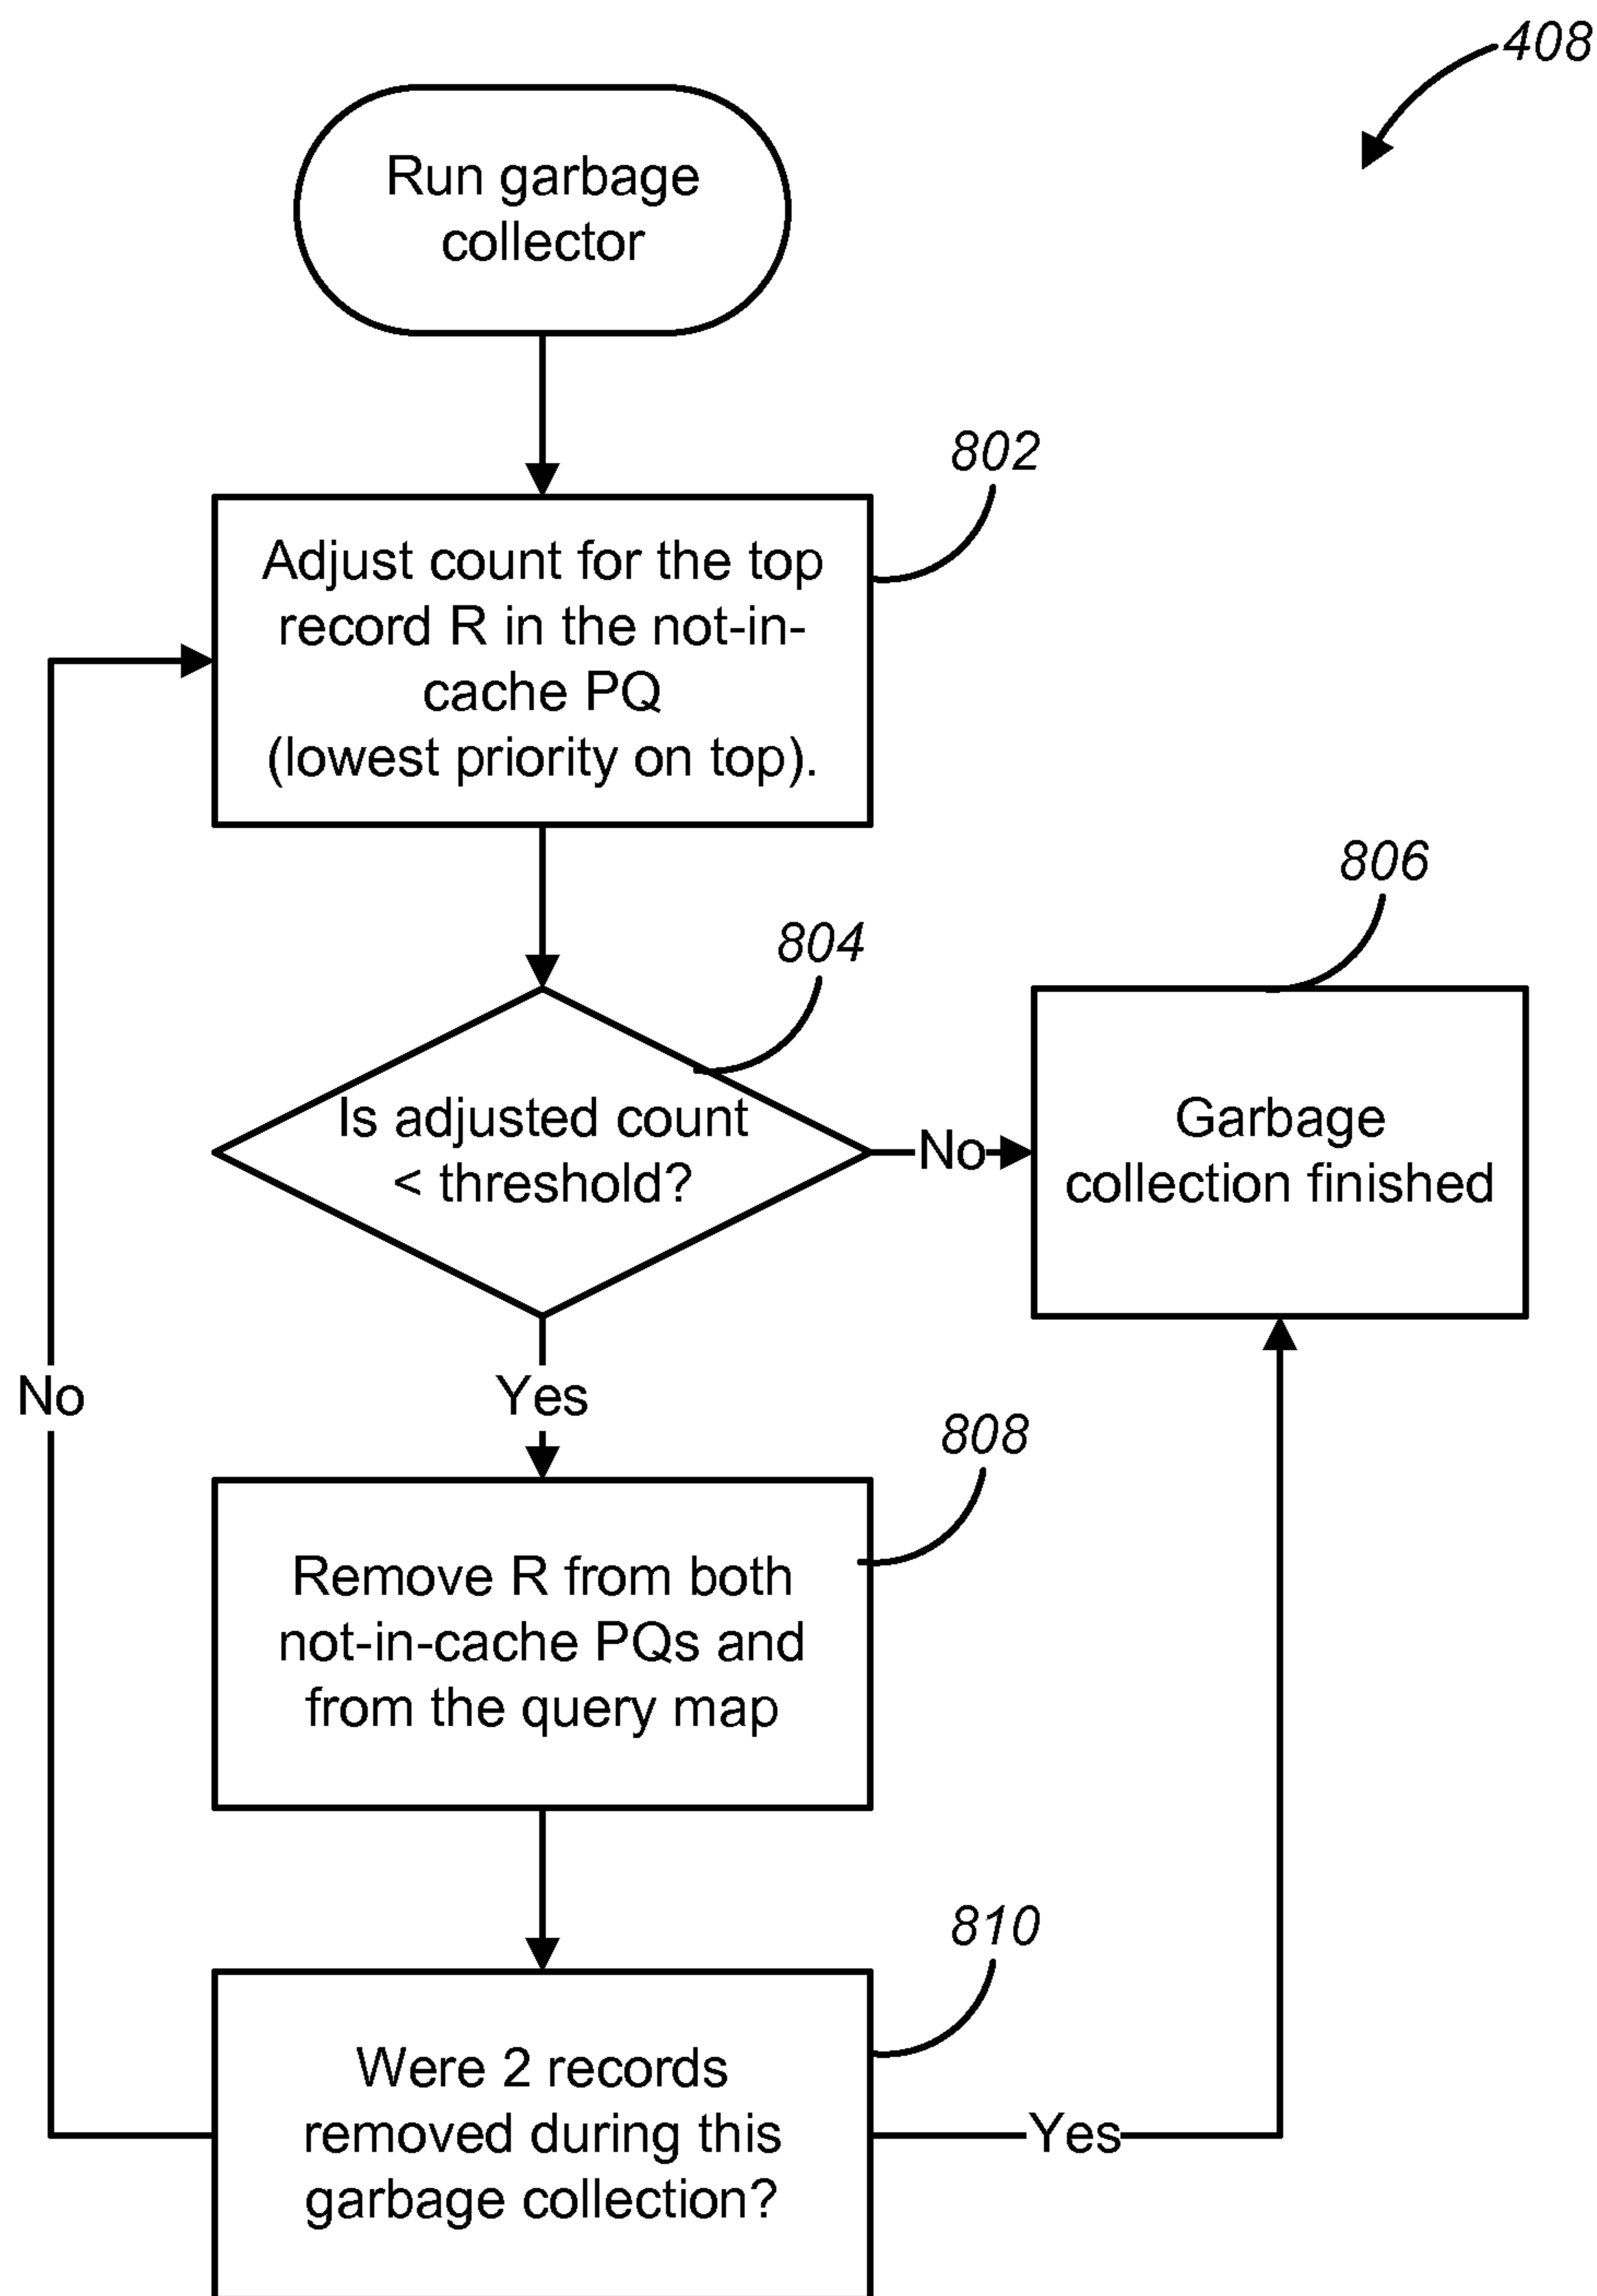 408
Run garbage
collector
802
Adjust count for the top
record R in the not-in-
cache PQ
(lowest priority on top).
806
804
Is adjusted count
< threshold?
No
Garbage
collection finished
No
Yes
808
Remove R from both
not-in-cache PQs and
from the query map
810
Were 2 records
removed during this
garbage collection?
Yes